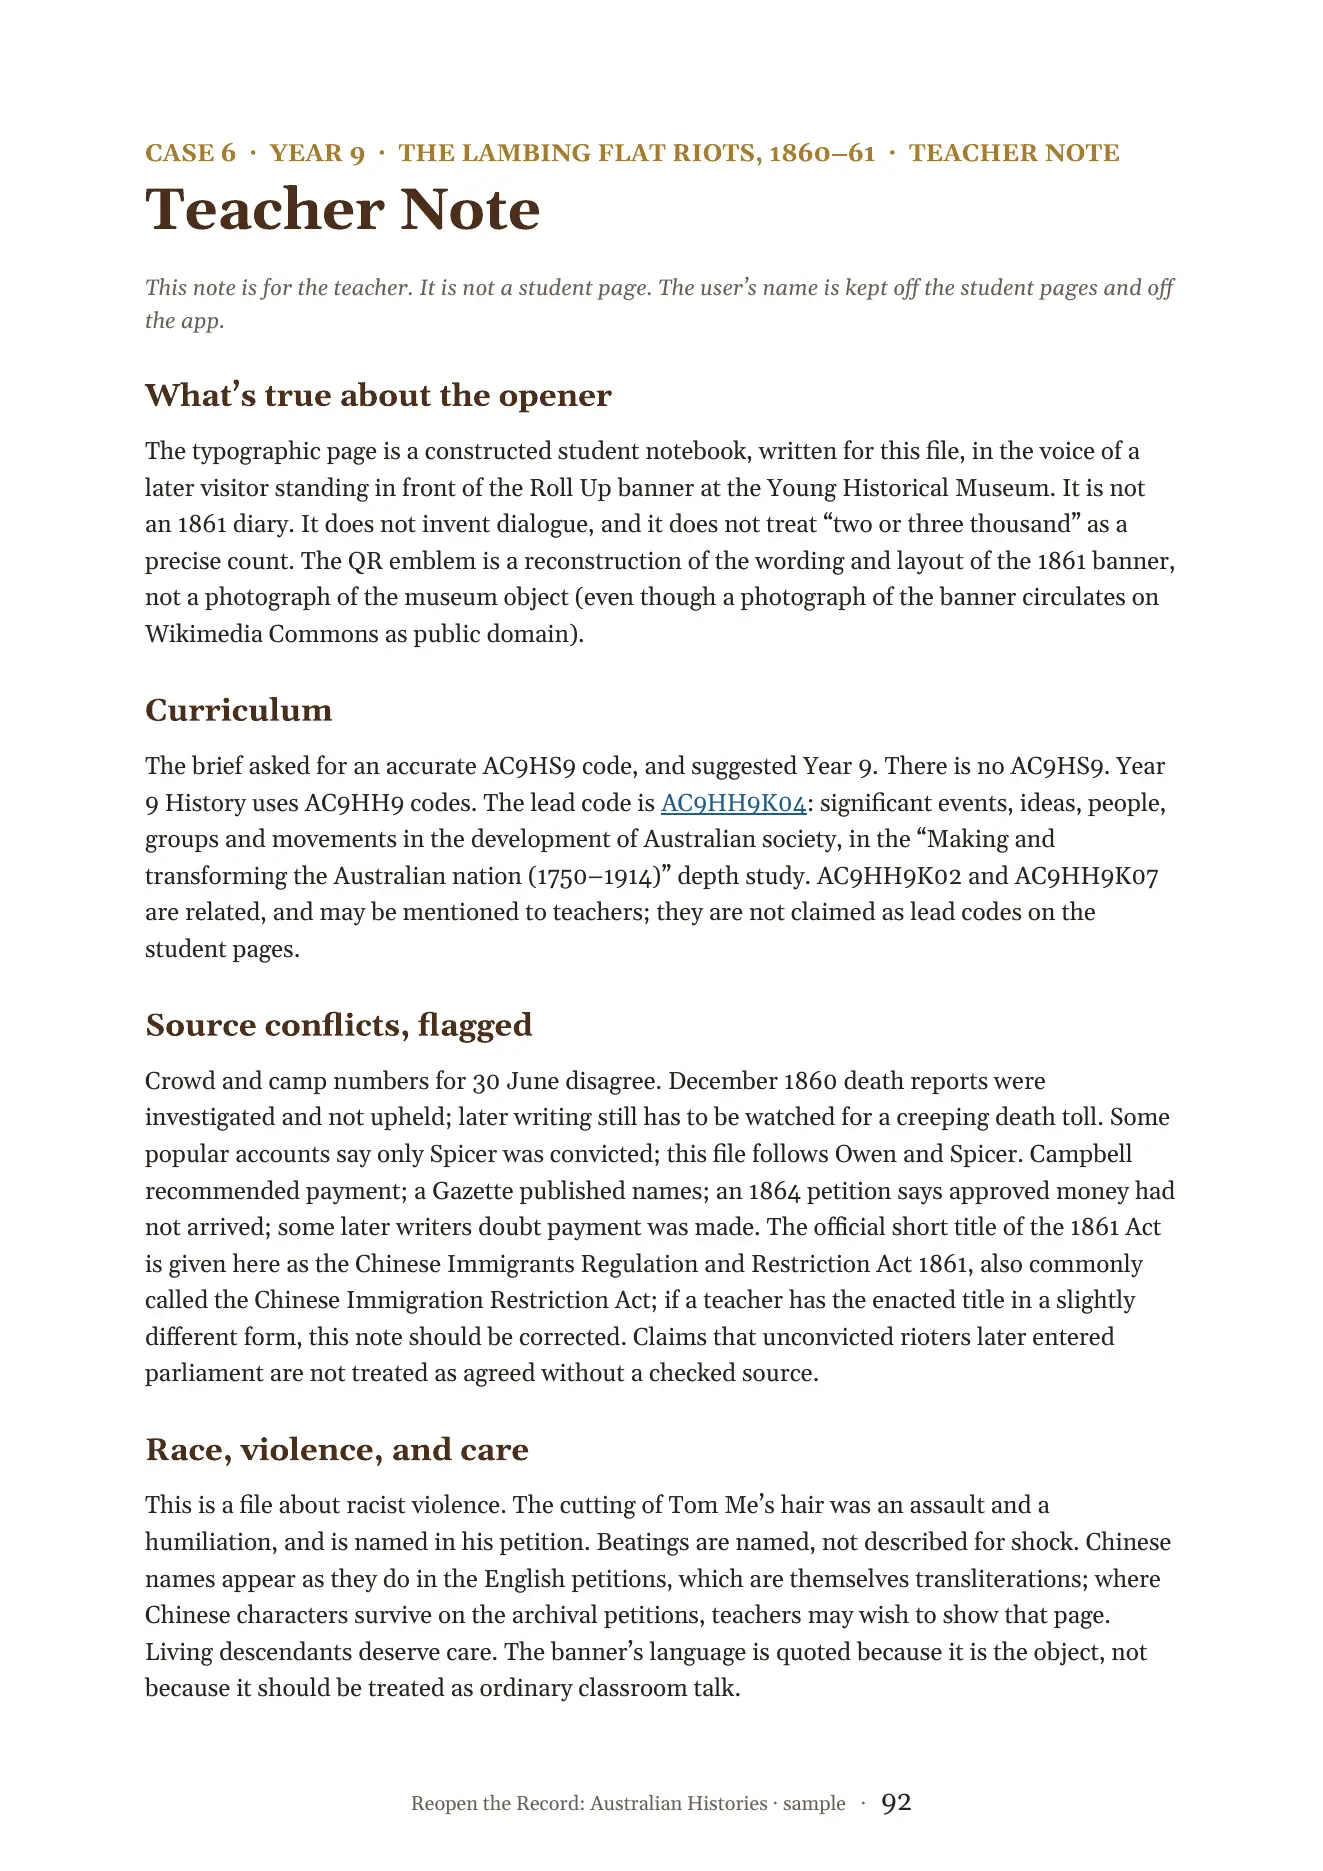 CASE 6 · YEAR 9 · THE LAMBING FLAT RIOTS, 1860–61 · TEACHER NOTE
Teacher Note
This note is for the teacher. It is not a student page. The user’s name is kept off the student pages and off
the app.
What’s true about the opener
The typographic page is a constructed student notebook, written for this file, in the voice of a
later visitor standing in front of the Roll Up banner at the Young Historical Museum. It is not
an 1861 diary. It does not invent dialogue, and it does not treat “two or three thousand” as a
precise count. The QR emblem is a reconstruction of the wording and layout of the 1861 banner,
not a photograph of the museum object (even though a photograph of the banner circulates on
Wikimedia Commons as public domain).
Curriculum
The brief asked for an accurate AC9HS9 code, and suggested Year 9. There is no AC9HS9. Year
9 History uses AC9HH9 codes. The lead code is AC9HH9K04: significant events, ideas, people,
groups and movements in the development of Australian society, in the “Making and
transforming the Australian nation (1750–1914)” depth study. AC9HH9K02 and AC9HH9K07
are related, and may be mentioned to teachers; they are not claimed as lead codes on the
student pages.
Source conflicts, flagged
Crowd and camp numbers for 30 June disagree. December 1860 death reports were
investigated and not upheld; later writing still has to be watched for a creeping death toll. Some
popular accounts say only Spicer was convicted; this file follows Owen and Spicer. Campbell
recommended payment; a Gazette published names; an 1864 petition says approved money had
not arrived; some later writers doubt payment was made. The official short title of the 1861 Act
is given here as the Chinese Immigrants Regulation and Restriction Act 1861, also commonly
called the Chinese Immigration Restriction Act; if a teacher has the enacted title in a slightly
different form, this note should be corrected. Claims that unconvicted rioters later entered
parliament are not treated as agreed without a checked source.
Race, violence, and care
This is a file about racist violence. The cutting of Tom Me’s hair was an assault and a
humiliation, and is named in his petition. Beatings are named, not described for shock. Chinese
names appear as they do in the English petitions, which are themselves transliterations; where
Chinese characters survive on the archival petitions, teachers may wish to show that page.
Living descendants deserve care. The banner’s language is quoted because it is the object, not
because it should be treated as ordinary classroom talk.
Reopen the Record: Australian Histories · sample · 92